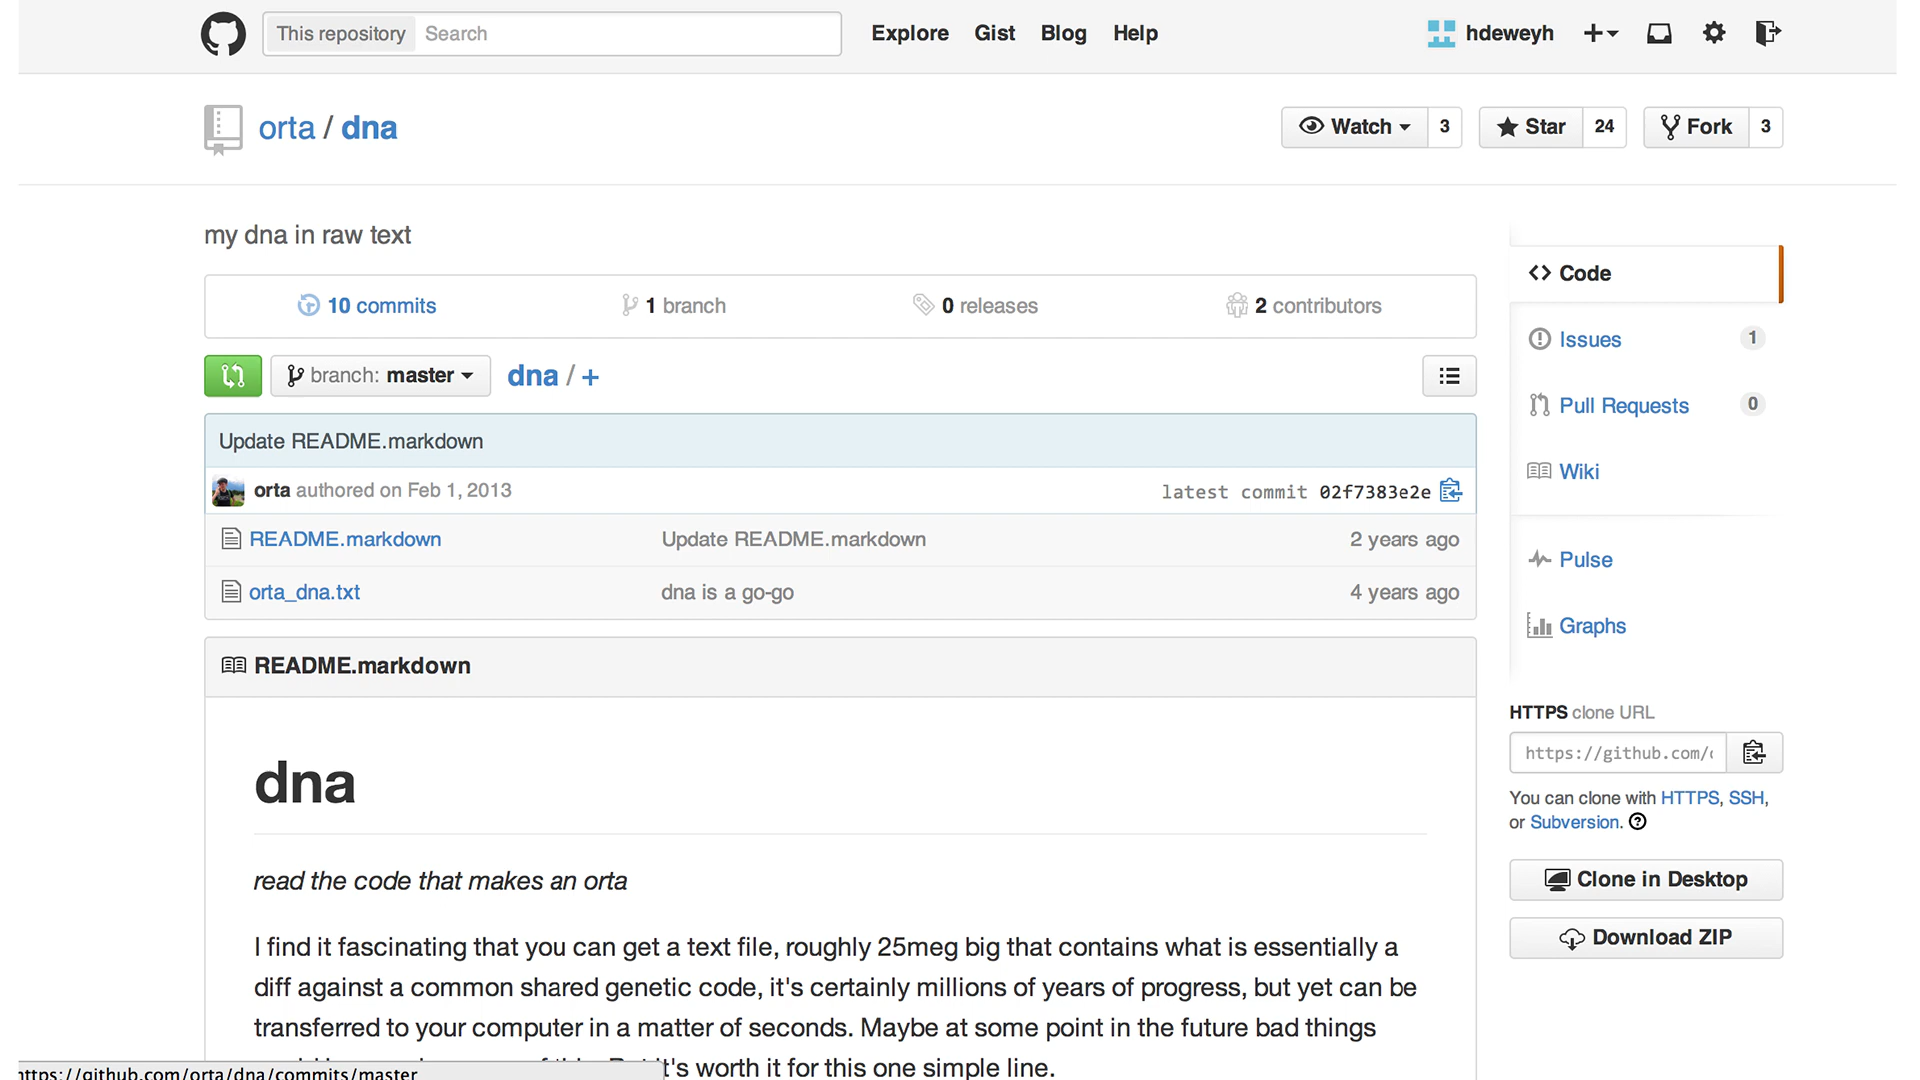 This repository Search Explore Gist Blog Help hdeweyh
orta / dna Watch 3 Star 24 Fork 3
my dna in raw text
10 commits 1 branch 0 releases 2 contributors
branch: master dna / +
Update README.markdown
orta authored on Feb 1, 2013 latest commit 02f7383e2e
README.markdown Update README.markdown 2 years ago
orta_dna.txt dna is a go-go 4 years ago
README.markdown
dna
read the code that makes an orta
I find it fascinating that you can get a text file, roughly 25meg big that contains what is essentially a
diff against a common shared genetic code, it's certainly millions of years of progress, but yet can be
transferred to your computer in a matter of seconds. Maybe at some point in the future bad things
it's worth it for this one simple line.
https://github.com/orta/dna/commits/master
Code
Issues 1
Pull Requests 0
Wiki
Pulse
Graphs
HTTPS clone URL
https://github.com/
You can clone with HTTPS, SSH,
or Subversion.
Clone in Desktop
Download ZIP